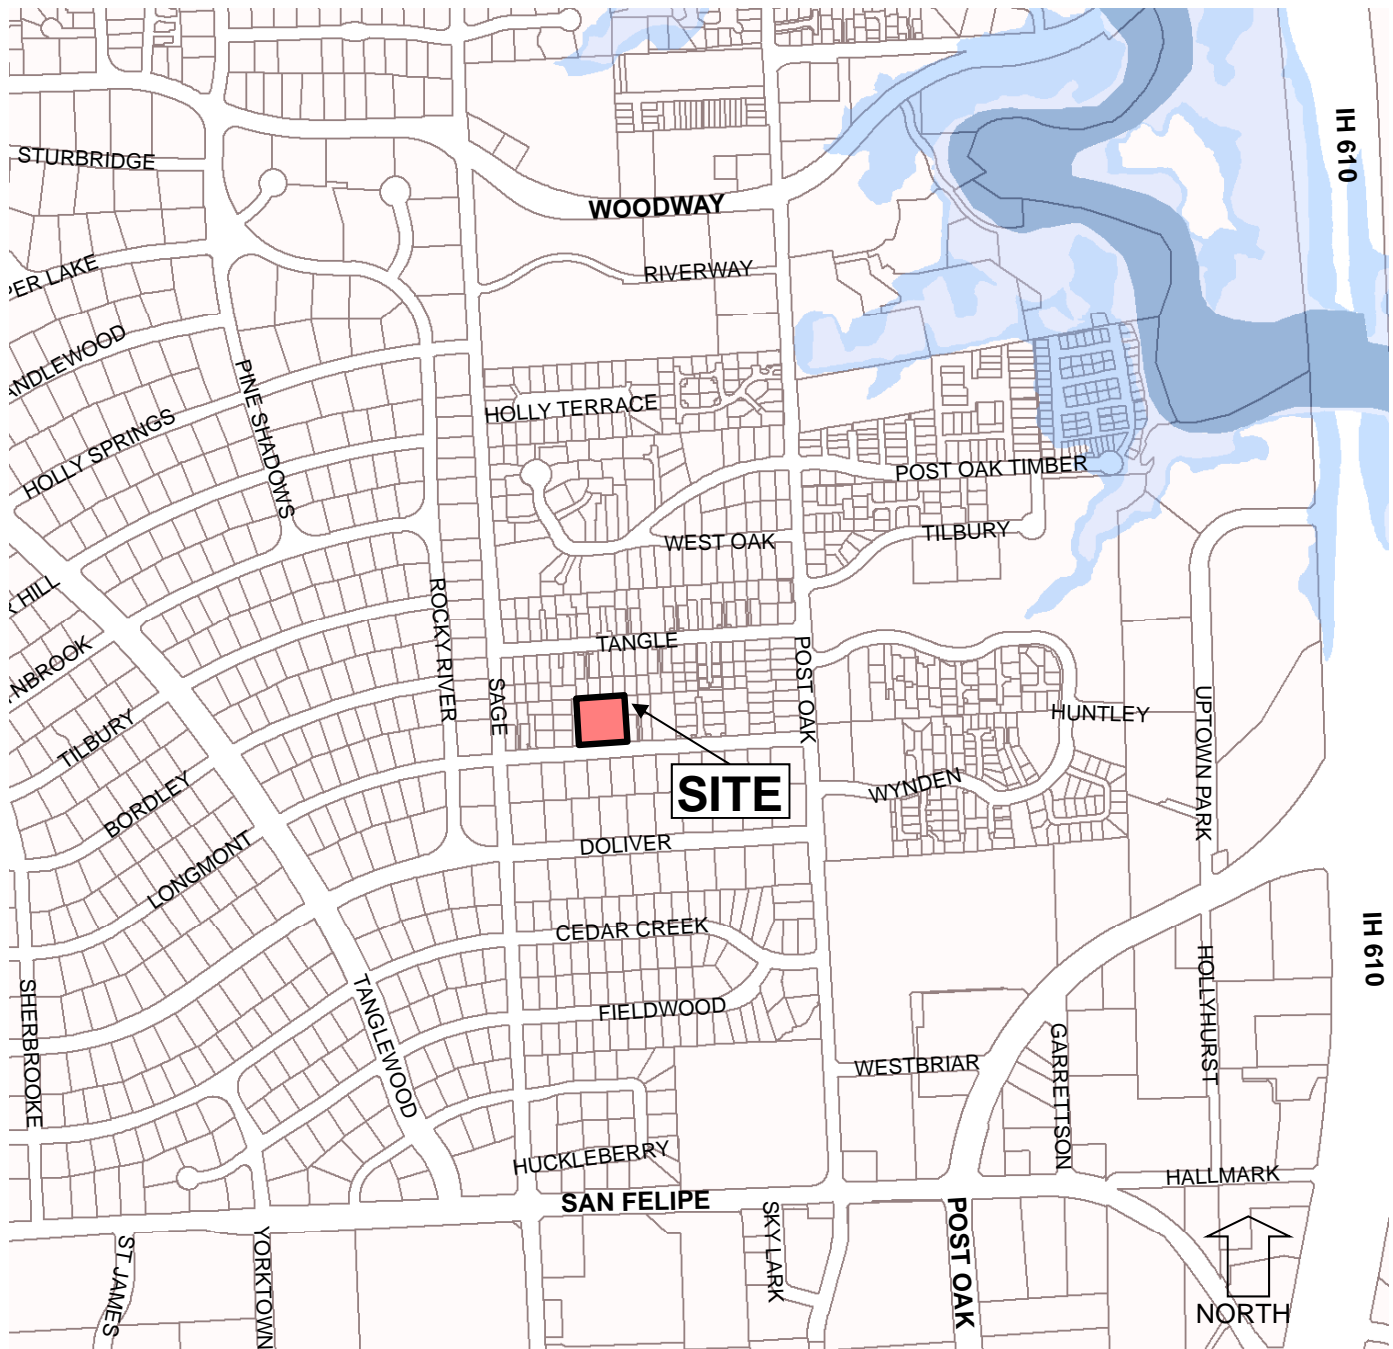 IH 610
STURBRIDGE
WOODWAY
PER LAKE
RIVERWAY
ANDLEWOOD
PINE SHADOWS
HOLLY TERRACE
HOLLY SPRINGS
POST OAK TIMBER
TILBURY
WEST OAK
R HILL
ROCKY RIVER
TANGLE
NBROOK
SAGE
POST OAK
UPTOWN PARK
HUNTLEY
TILBURY
SITE
WYNDEN
BORDLEY
DOLIVER
LONGMONT
CEDAR CREEK
IH 610
HOLLYHURST
TANGLEWOOD
SHERBROOKE
FIELDWOOD
GARRETTSON
WESTBRIAR
HUCKLEBERRY
HALLMARK
SAN FELIPE
POST OAK
SKYLARK
YORKTOWN
ST JAMES
NORTH